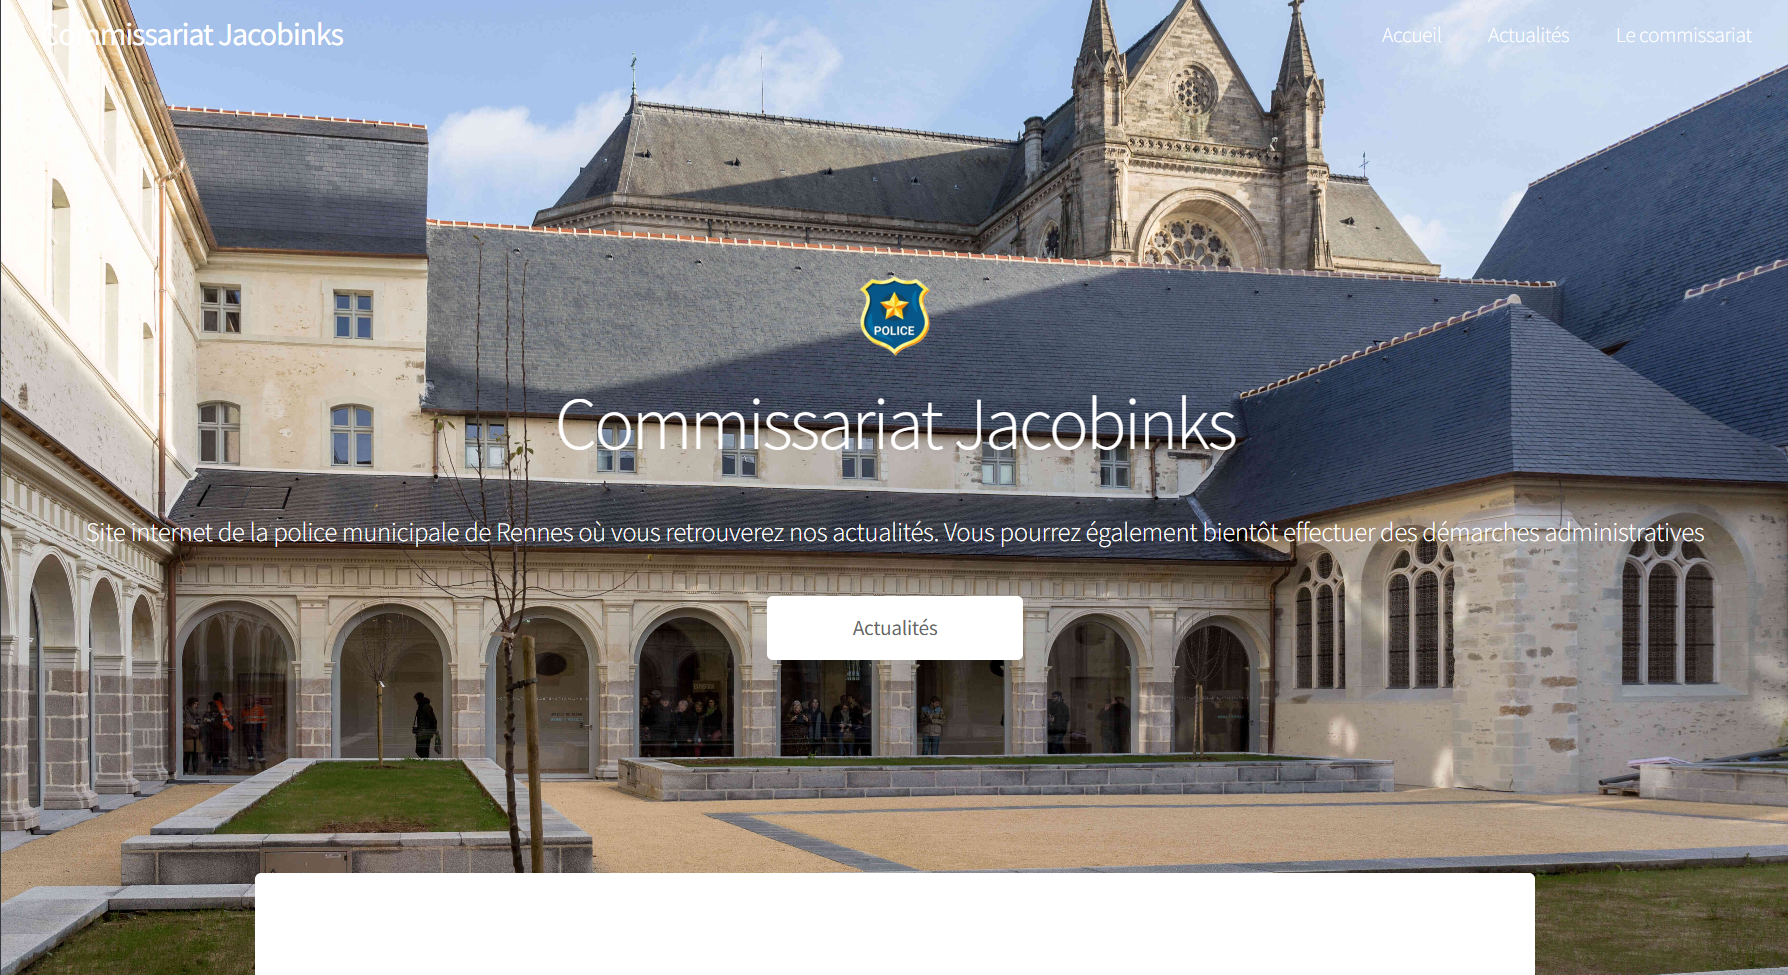 Commissariat Jacobinks
Accueil
Actualités
Le commissariat
POLICE
Commissariat Jacobinks
Site internet de la police municipale de Rennes où vous retrouverez nos actualités. Vous pourrez également bientôt effectuer des démarches administratives
Actualités